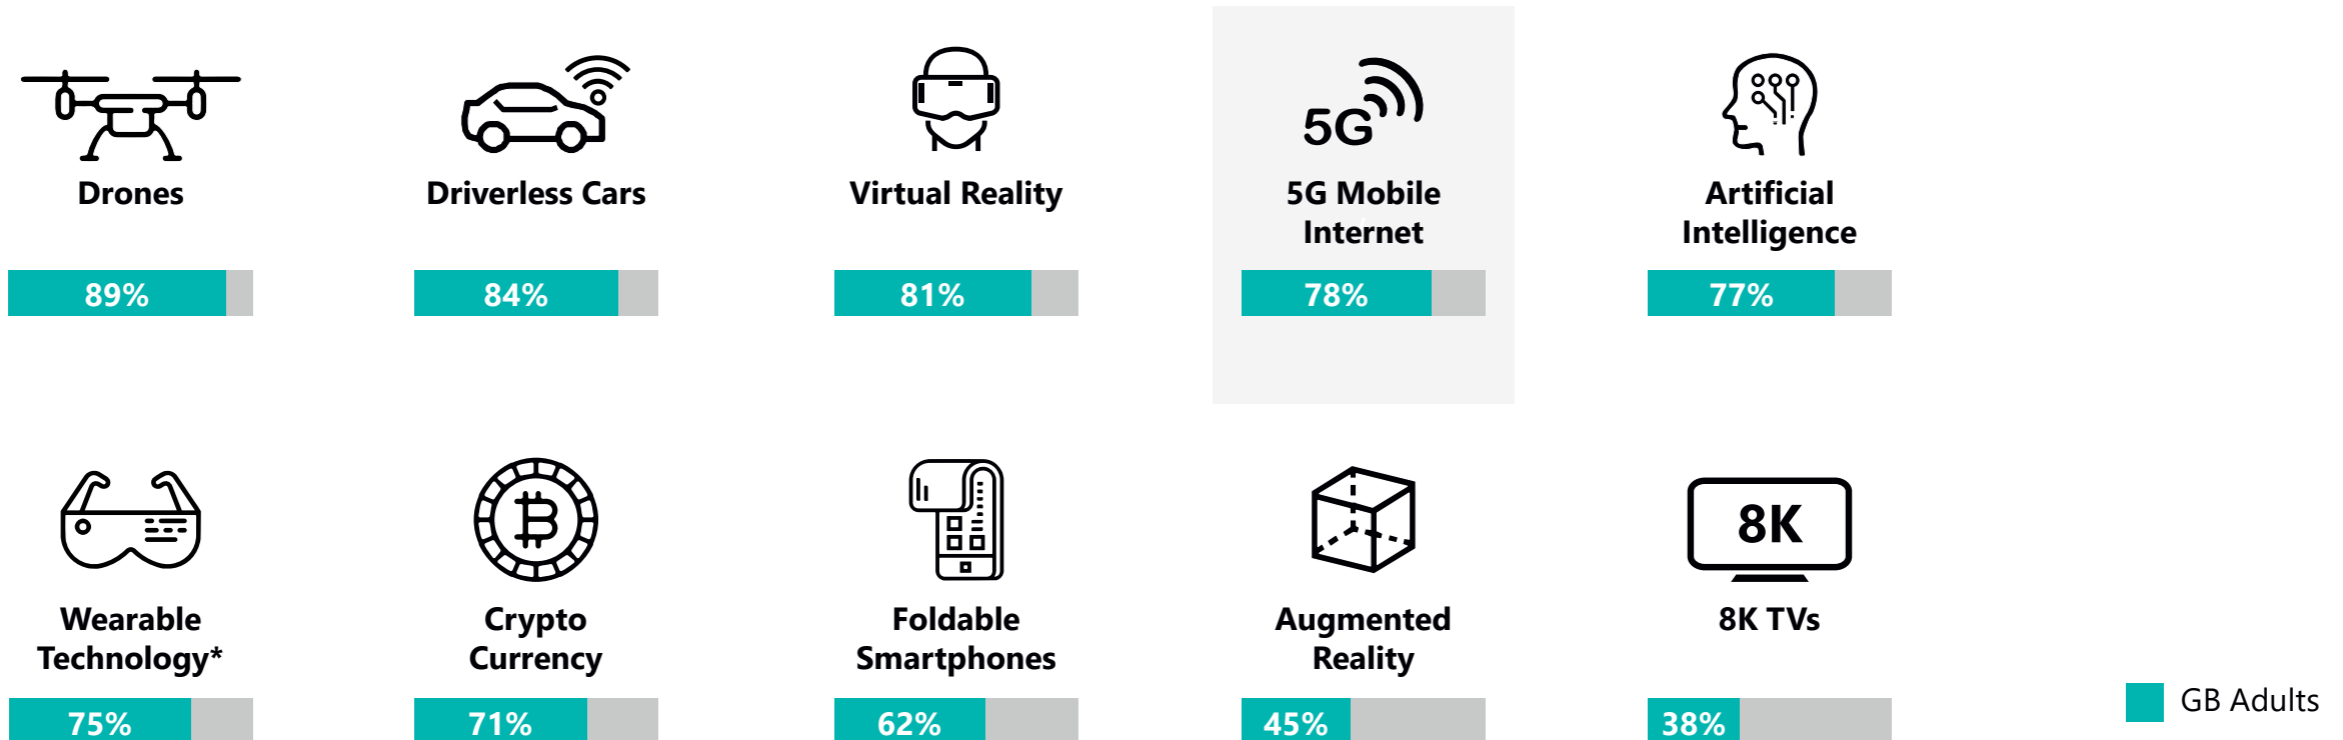 5G
Drones
Driverless Cars
Virtual Reality
5G Mobile
Internet
Artificial
Intelligence
89%
84%
81%
78%
77%
8K
Wearable
Technology*
Crypto
Currency
Foldable
Smartphones
Augmented
Reality
8K TVs
75%
71%
62%
45%
38%
GB Adults